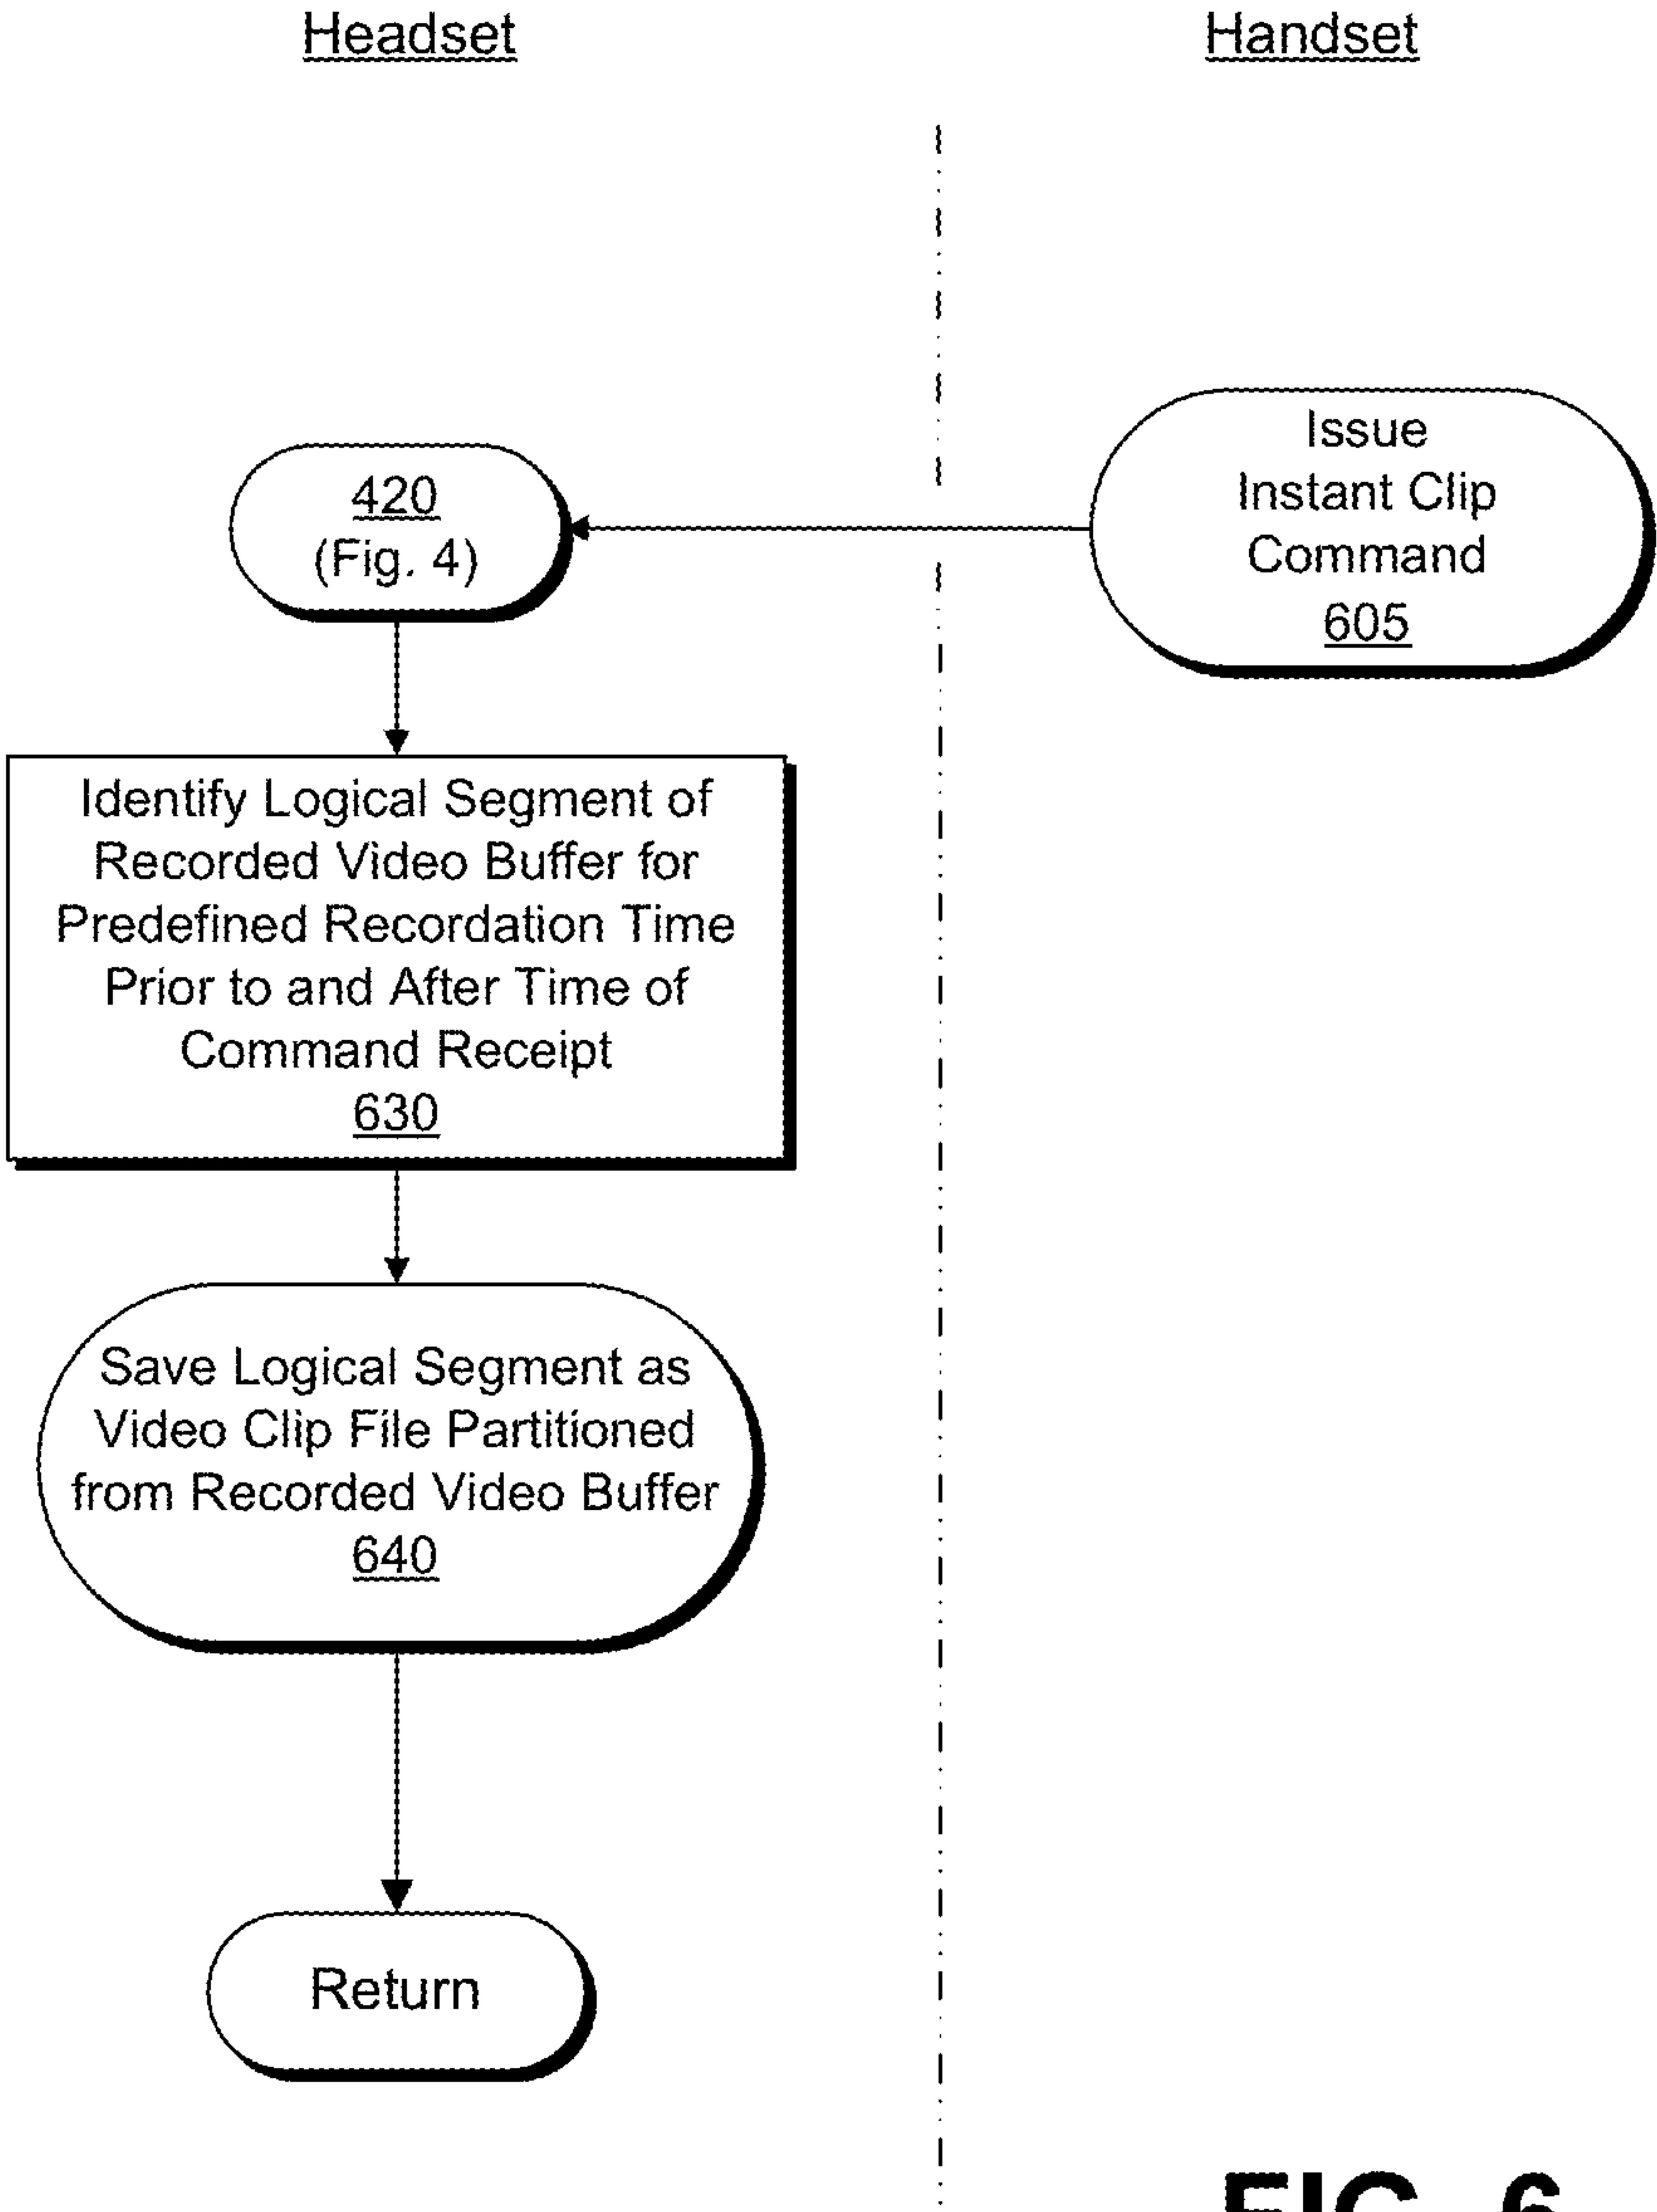 Headset
Handset
Issue
Instant Clip
Command
605
420
(Fig. 4)
Identify Logical Segment of
Recorded Video Buffer for
Predefined Recordation Time
Prior to and After Time of
Command Receipt
630
Save Logical Segment as
Video Clip File Partitioned
from Recorded Video Buffer
640
Return
FIG. 6